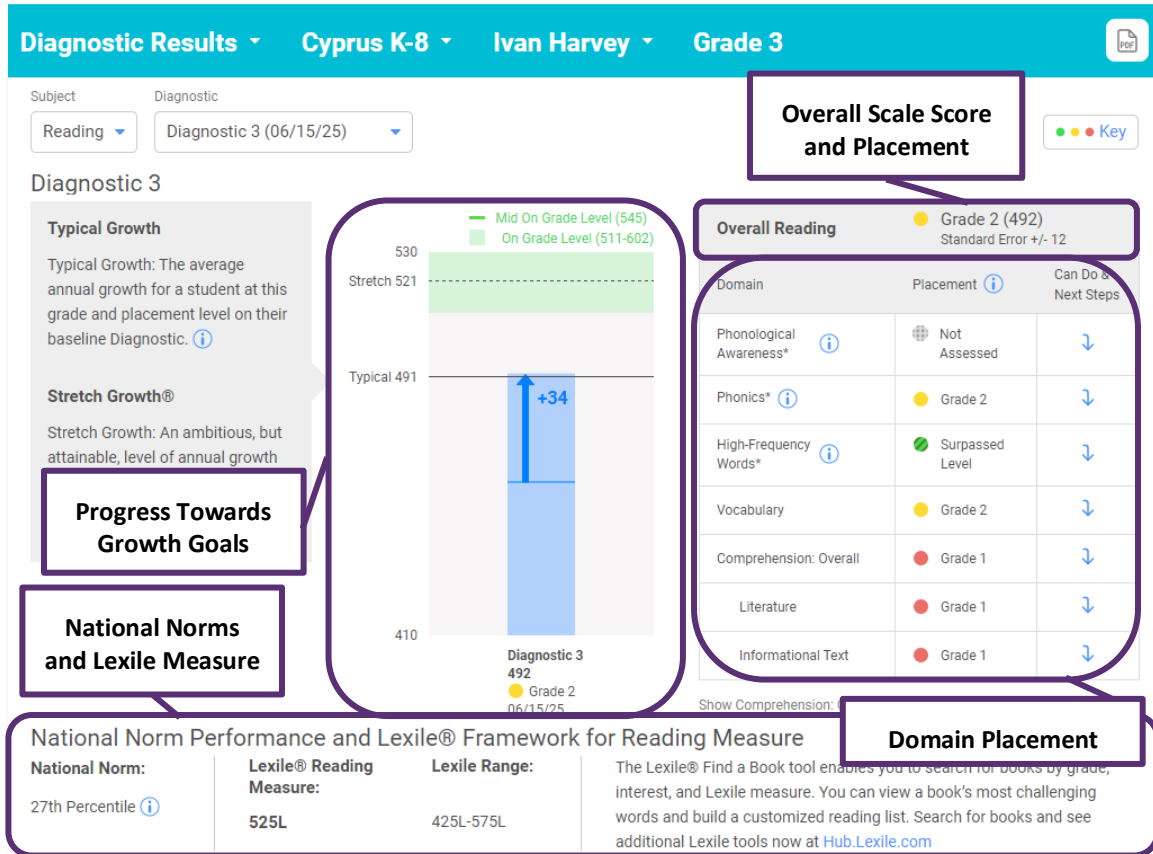 Diagnostic Results Cyprus K-8 Ivan Harvey Grade 3
PDF
Subject Diagnostic
Reading Diagnostic 3 (06/15/25)
Overall Scale Score
and Placement
Key
Diagnostic 3
Typical Growth
Typical Growth: The average
annual growth for a student at this
grade and placement level on their
baseline Diagnostic.
Stretch Growth®
Stretch Growth: An ambitious, but
attainable, level of annual growth
Progress Towards
Growth Goals
National Norms
and Lexile Measure
Mid On Grade Level (545)
On Grade Level (511-602)
530
Stretch 521
Typical 491
+34
410
Diagnostic 3
492
Grade 2
06/15/25
Overall Reading Grade 2 (492)
Standard Error +/- 12
Domain Placement Can Do &
Next Steps
Phonological
Awareness* Not
Assessed
Phonics* Grade 2
High-Frequency
Words* Surpassed
Level
Vocabulary Grade 2
Comprehension: Overall Grade 1
Literature Grade 1
Informational Text Grade 1
Show Comprehension:
Domain Placement
National Norm Performance and Lexile® Framework for Reading Measure
National Norm:
27th Percentile
Lexile® Reading
Measure:
525L
Lexile Range:
425L-575L
The Lexile® Find a Book tool enables you to search for books by grade,
interest, and Lexile measure. You can view a book's most challenging
words and build a customized reading list. Search for books and see
additional Lexile tools now at Hub.Lexile.com